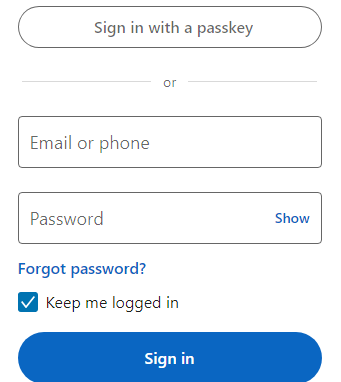 Sign in with a passkey
or
Email or phone
Password Show
Forgot password?
Keep me logged in
Sign in